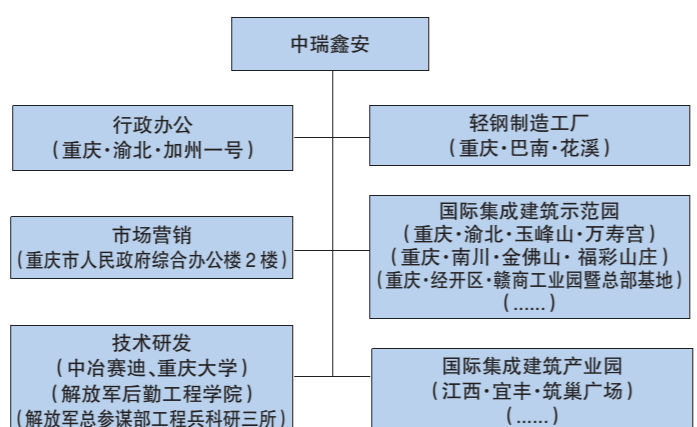 中瑞鑫安
行政办公
(重庆·渝北·加州一号)
轻钢制造工厂
(重庆·巴南·花溪)
市场营销
(重庆市人民政府综合办公楼2楼)
国际集成建筑示范园
(重庆·渝北·玉峰山·万寿宫)
(重庆·南川·金佛山·福彩山庄)
(重庆·经开区·赣商工业园暨总部基地)
(……)
技术研发
(中冶赛迪、重庆大学)
(解放军后勤工程学院)
(解放军总参谋部工程兵科研三所)
国际集成建筑产业园
(江西·宜丰·筑巢广场)
(……)